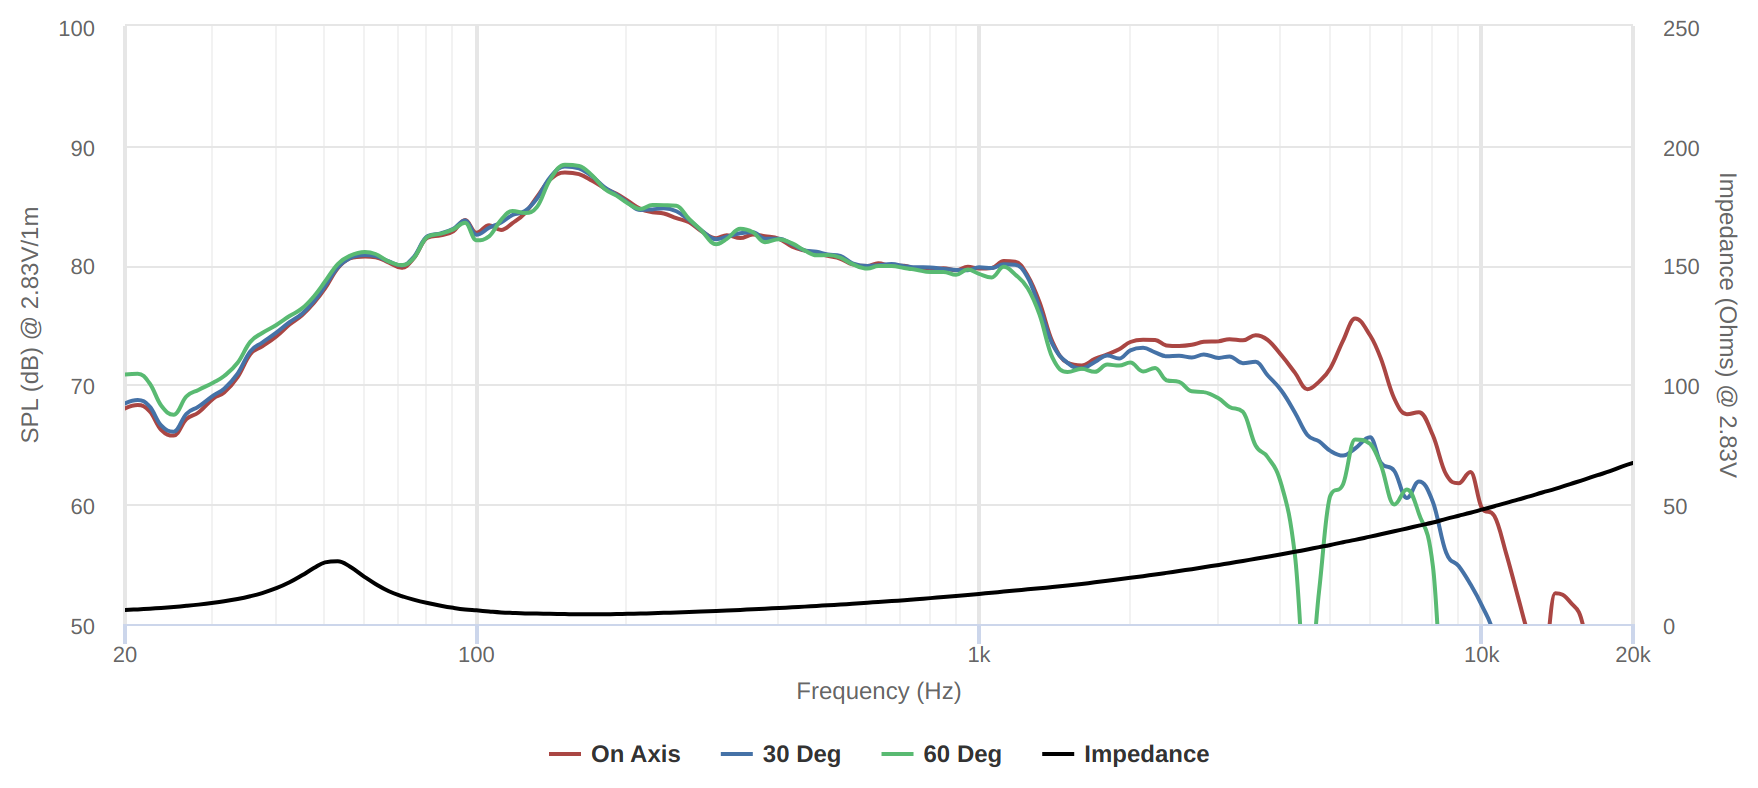 100
90
80
70
60
50
SPL (dB) @ 2.83V/1m
250
200
150
100
50
0
Impedance (Ohms) @ 2.83V
20
100
1k
10k
20k
Frequency (Hz)
On Axis
30 Deg
60 Deg
Impedance